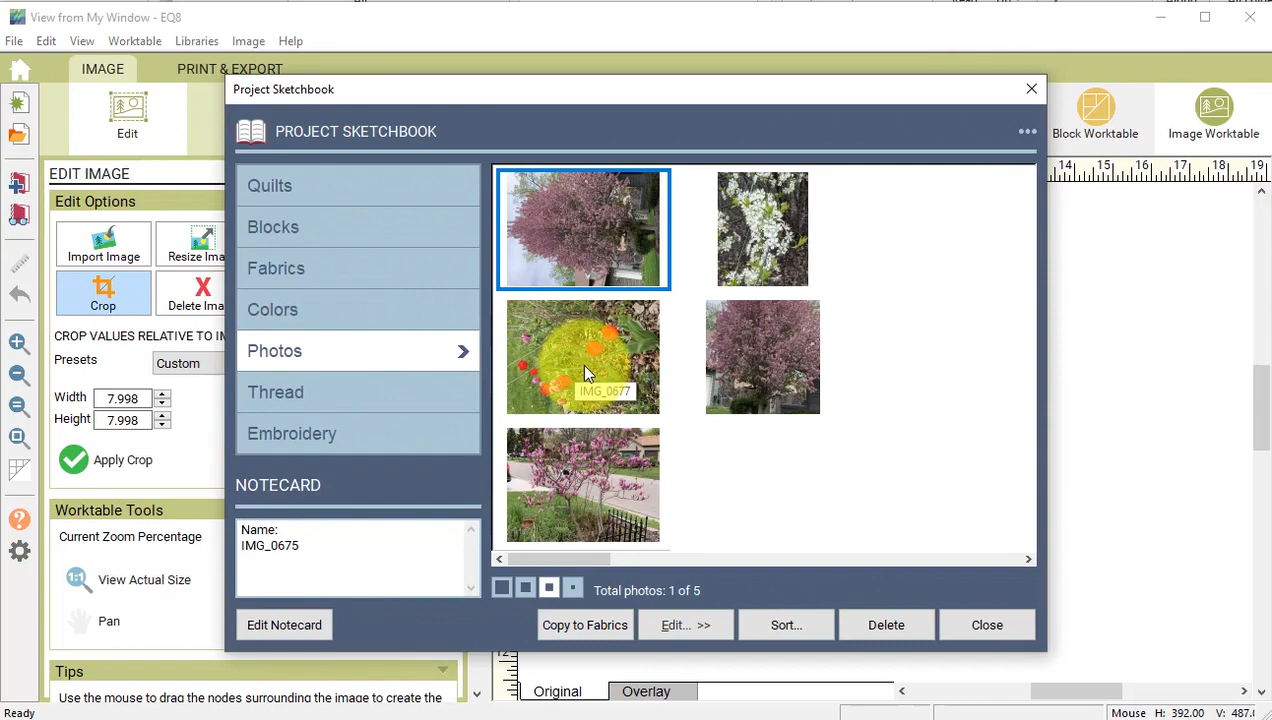 View from My Window - EQ8
File Edit View Worktable Libraries Image Help
IMAGE PRINT & EXPORT
Edit
Block Worktable
Image Worktable
14 15 16 17 18 19
EDIT IMAGE
Edit Options
Import Image
Resize Ima
Crop
Delete Ima
CROP VALUES RELATIVE TO IM
Presets
Custom
Width
7.998
Height
7.998
Apply Crop
Worktable Tools
Current Zoom Percentage
1:1
View Actual Size
Pan
Tips
Use the mouse to drag the nodes surrounding the image to create the
Ready
Project Sketchbook
PROJECT SKETCHBOOK
Quilts
Blocks
Fabrics
Colors
Photos
Thread
Embroidery
NOTECARD
Name:
IMG_0675
Edit Notecard
IMG_0677
Total photos: 1 of 5
Copy to Fabrics
Edit... >>
Sort...
Delete
Close
Original
Overlay
Mouse H: 392.00 V: 487.